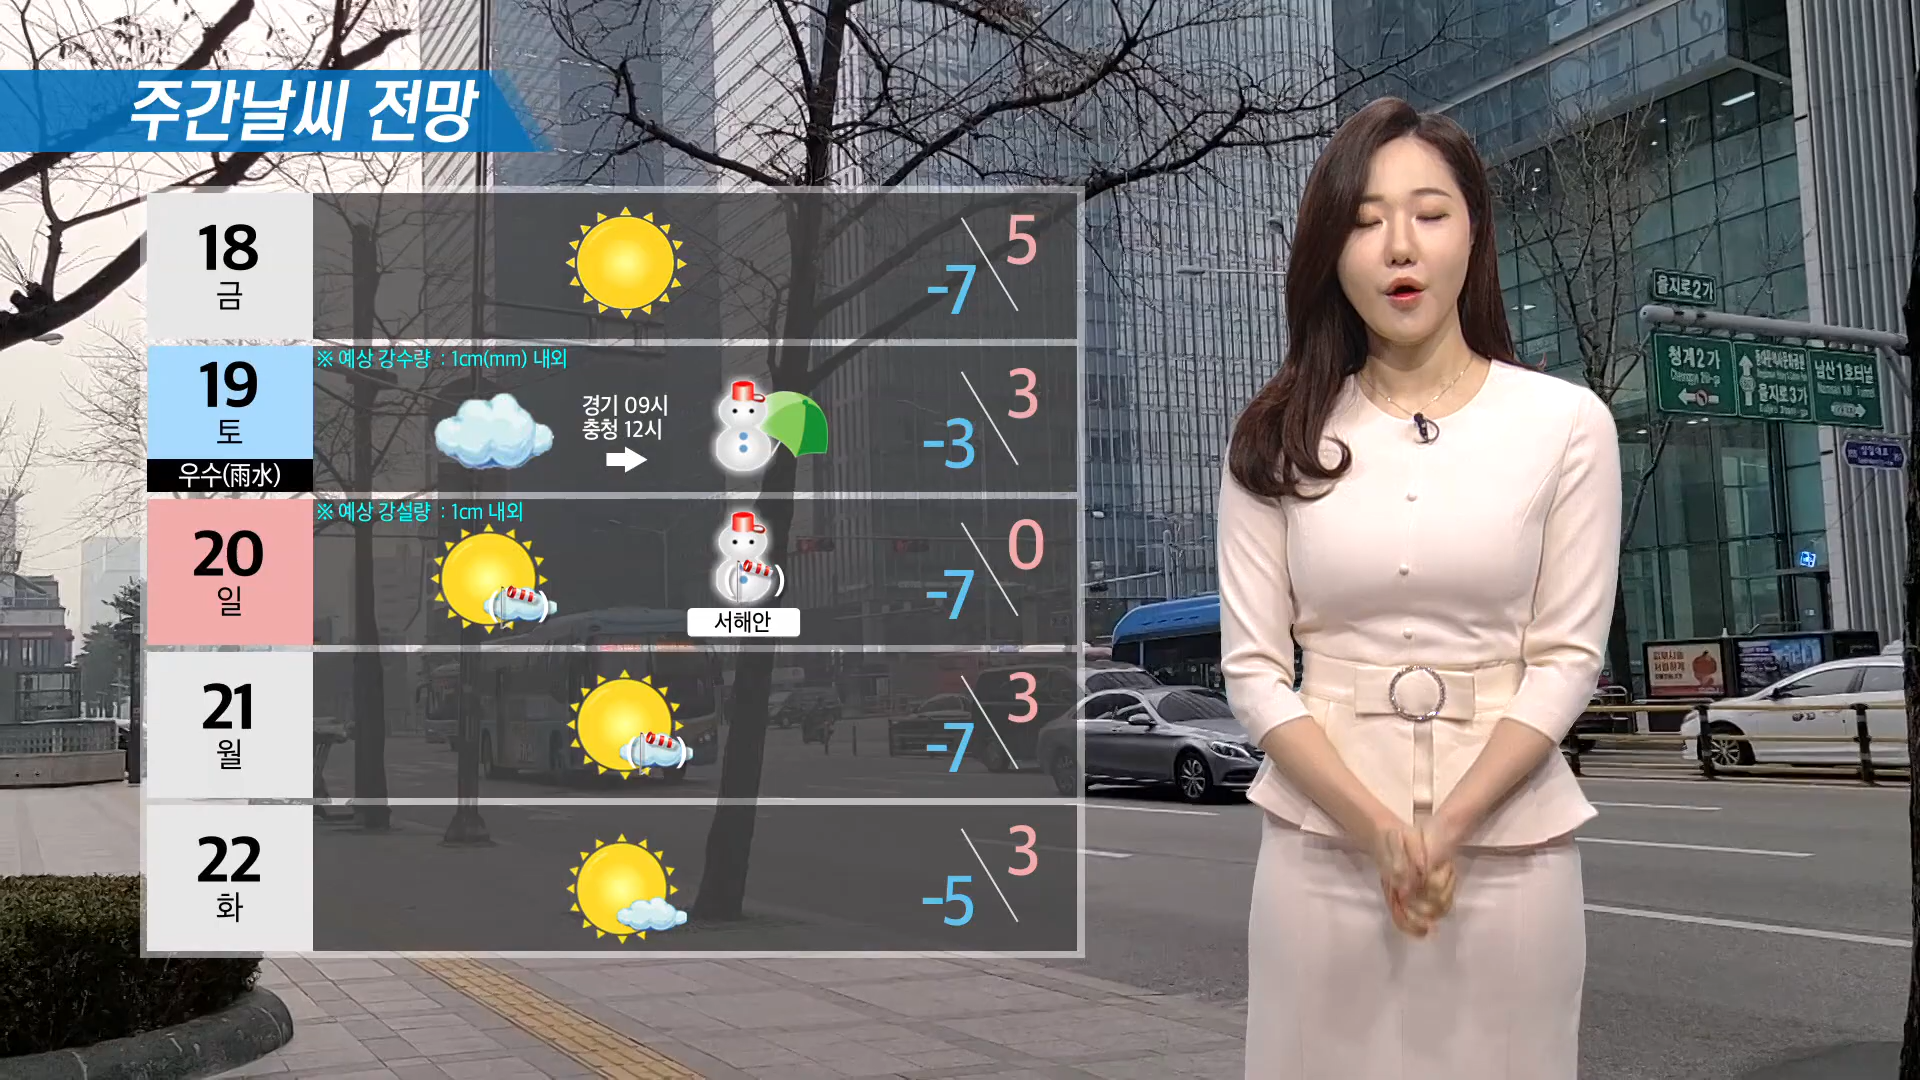 주간날씨 전망
18
금
5
-7
19
토
우수(雨水)
※ 예상 강수량 : 1cm(mm) 내외
경기 09시
충청 12시
3
-3
20
일
※ 예상 강설량 : 1cm 내외
서해안
0
-7
21
월
3
-7
22
화
3
-5
을지로2가
청계2가
을지로3가
남산1호터널